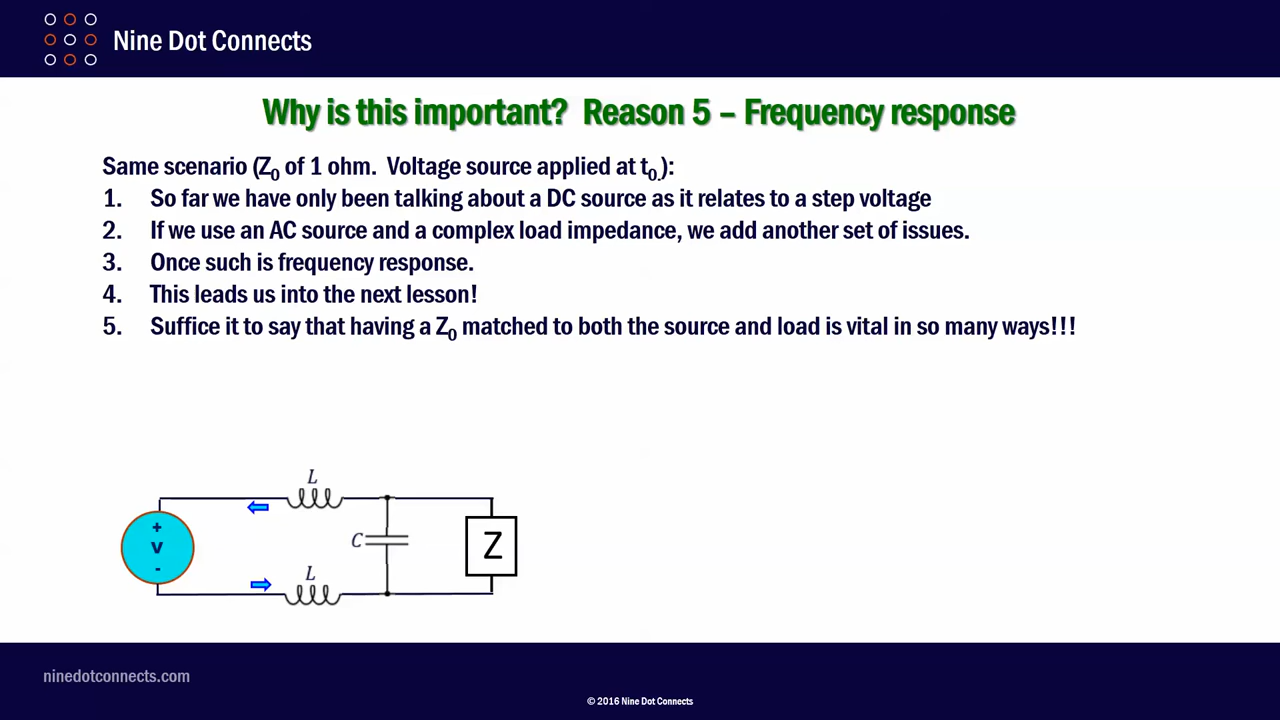 Nine Dot Connects
Why is this important? Reason 5 – Frequency response
Same scenario (Z0 of 1 ohm. Voltage source applied at t0.):
1. So far we have only been talking about a DC source as it relates to a step voltage
2. If we use an AC source and a complex load impedance, we add another set of issues.
3. Once such is frequency response.
4. This leads us into the next lesson!
5. Suffice it to say that having a Z0 matched to both the source and load is vital in so many ways!!!
L
+
V
-
C
Z
L
ninedotconnects.com
© 2016 Nine Dot Connects